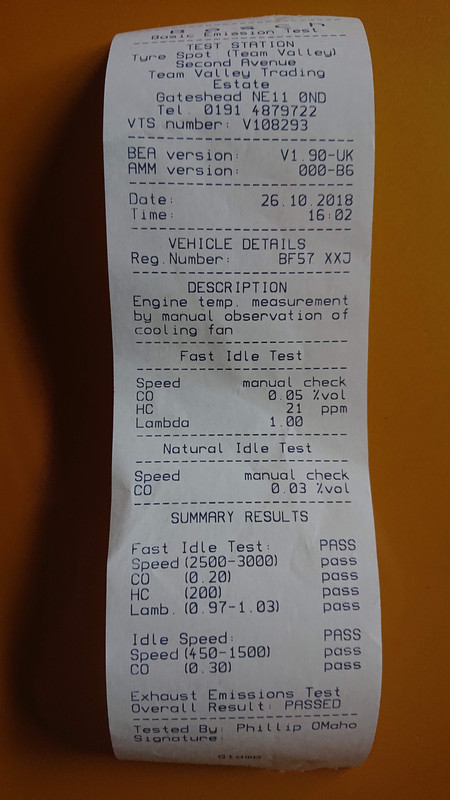 Bosch
Basic Emission Test
TEST STATION
Tyre Spot (Team Valley)
Second Avenue
Team Valley Trading
Estate
Gateshead NE11 0ND
Tel. 0191 4879722
VTS number: V108293
BEA version: V1.90-UK
AMM version: 000-B6
Date: 26.10.2018
Time: 16:02
VEHICLE DETAILS
Reg.Number: BF57 XXJ
DESCRIPTION
Engine temp. measurement
by manual observation of
cooling fan
Fast Idle Test
Speed manual check
CO 0.05 %vol
HC 21 ppm
Lambda 1.00
Natural Idle Test
Speed manual check
CO 0.03 %vol
SUMMARY RESULTS
Fast Idle Test: PASS
Speed (2500-3000) pass
CO (0.20) pass
HC (200) pass
Lamb. (0.97-1.03) pass
Idle Speed: PASS
Speed (450-1500) pass
CO (0.30) pass
Exhaust Emissions Test
Overall Result: PASSED
Tested By: Phillip OMaho
Signature:
Stamp